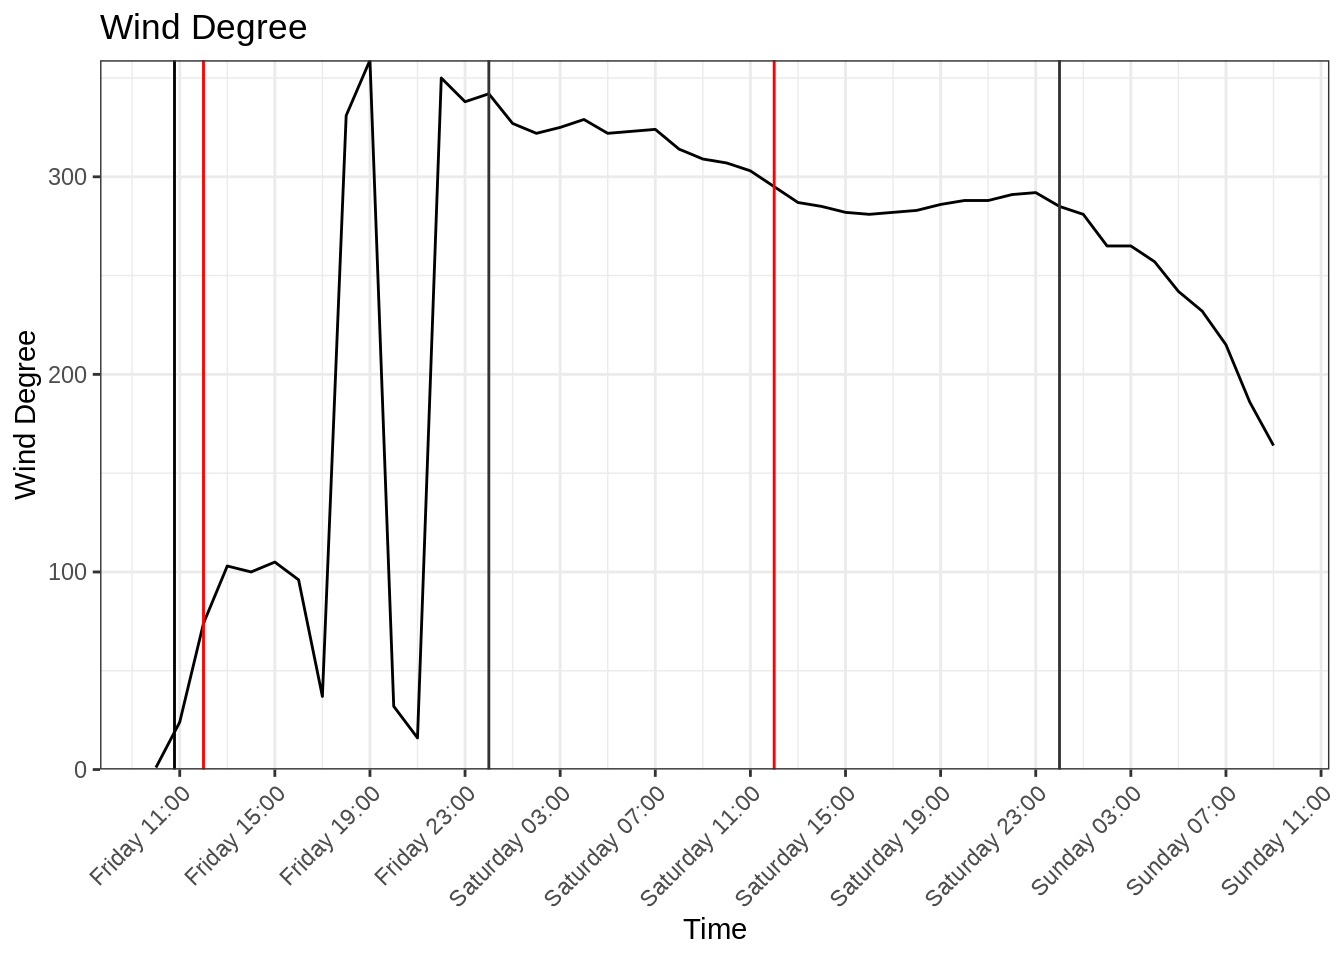 Wind Degree
Wind Degree
300
200
100
0
Friday 11:00
Friday 15:00
Friday 19:00
Friday 23:00
Saturday 03:00
Saturday 07:00
Saturday 11:00
Saturday 15:00
Saturday 19:00
Saturday 23:00
Sunday 03:00
Sunday 07:00
Sunday 11:00
Time